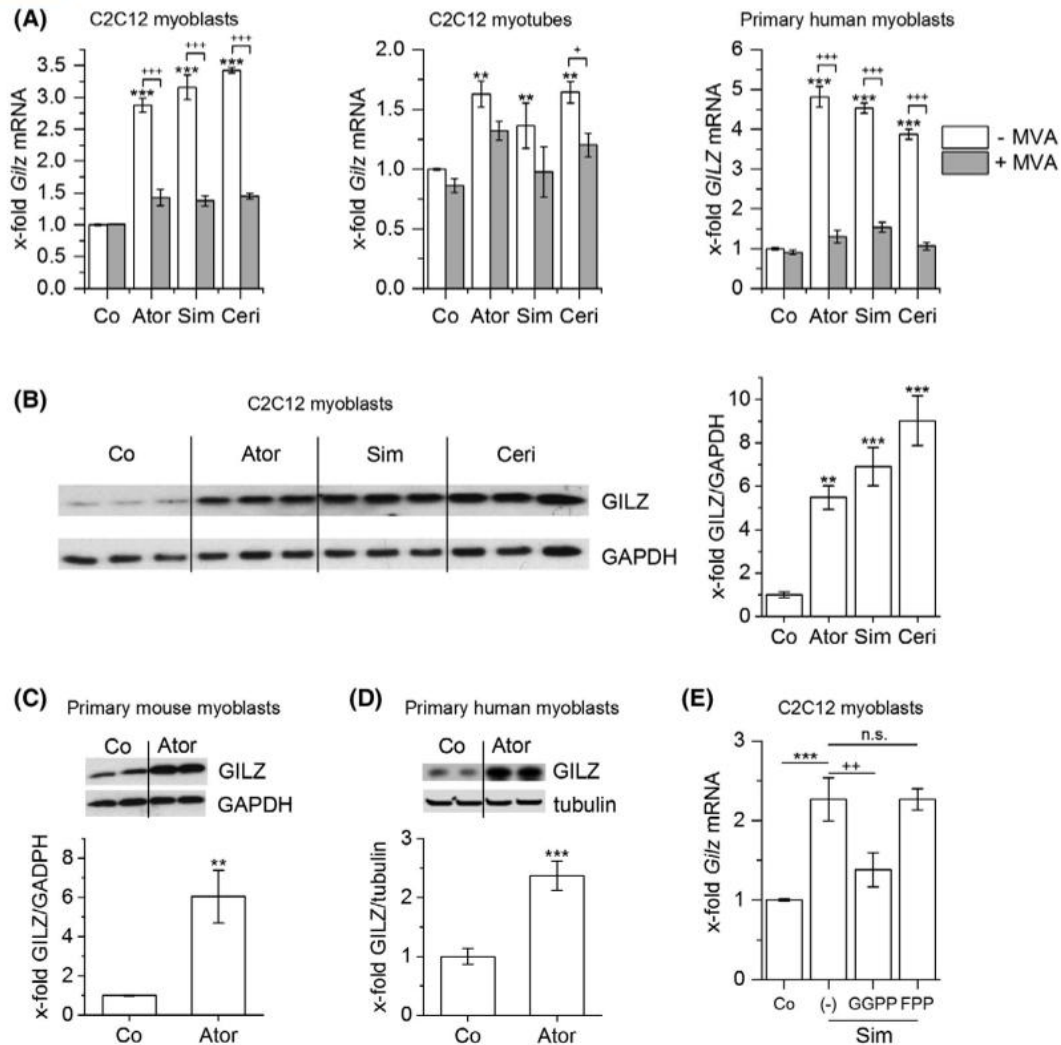 (A)
C2C12 myoblasts
x-fold Gilz mRNA
3.5
3.0
2.5
2.0
1.5
1.0
0.5
0.0
***
+++
***
+++
***
+++
Co Ator Sim Ceri
C2C12 myotubes
x-fold Gilz mRNA
2.0
1.5
1.0
0.5
0.0
**
**
**
+
Co Ator Sim Ceri
Primary human myoblasts
x-fold GILZ mRNA
6
5
4
3
2
1
0
***
+++
***
+++
***
+++
Co Ator Sim Ceri
- MVA
+ MVA
(B)
C2C12 myoblasts
Co Ator Sim Ceri
GILZ
GAPDH
x-fold GILZ/GAPDH
10
8
6
4
2
0
**
***
***
Co Ator Sim Ceri
(C)
Primary mouse myoblasts
Co Ator
GILZ
GAPDH
x-fold GILZ/GADPH
8
6
4
2
0
**
Co Ator
(D)
Primary human myoblasts
Co Ator
GILZ
tubulin
x-fold GILZ/tubulin
3
2
1
0
***
Co Ator
(E)
C2C12 myoblasts
x-fold Gilz mRNA
3
2
1
0
***
++
n.s.
Co (-) GGPP FPP
Sim